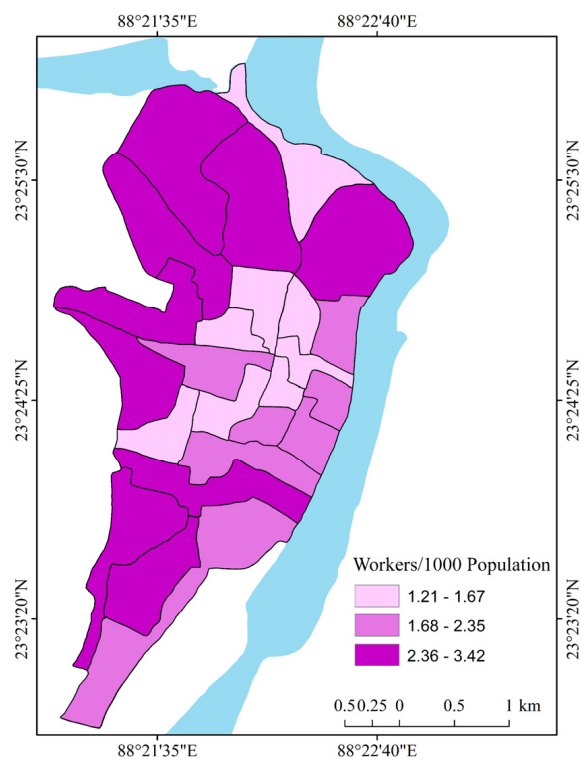 88°21'35"E 88°22'40"E
23°25'30"N 23°25'30"N
23°24'25"N 23°24'25"N
23°23'20"N 23°23'20"N
Workers/1000 Population
1.21 - 1.67
1.68 - 2.35
2.36 - 3.42
0.50.25 0 0.5 1 km
88°21'35"E 88°22'40"E